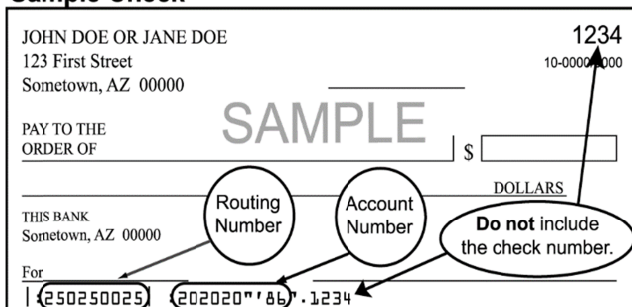 Sample Check
JOHN DOE OR JANE DOE
1234
123 First Street
10-0000/0000
Sometown, AZ 00000
SAMPLE
PAY TO THE
ORDER OF
$
DOLLARS
Routing
Number
Account
Number
Do not include
the check number.
THIS BANK
Sometown, AZ 00000
For
250250025 202020"'86".1234